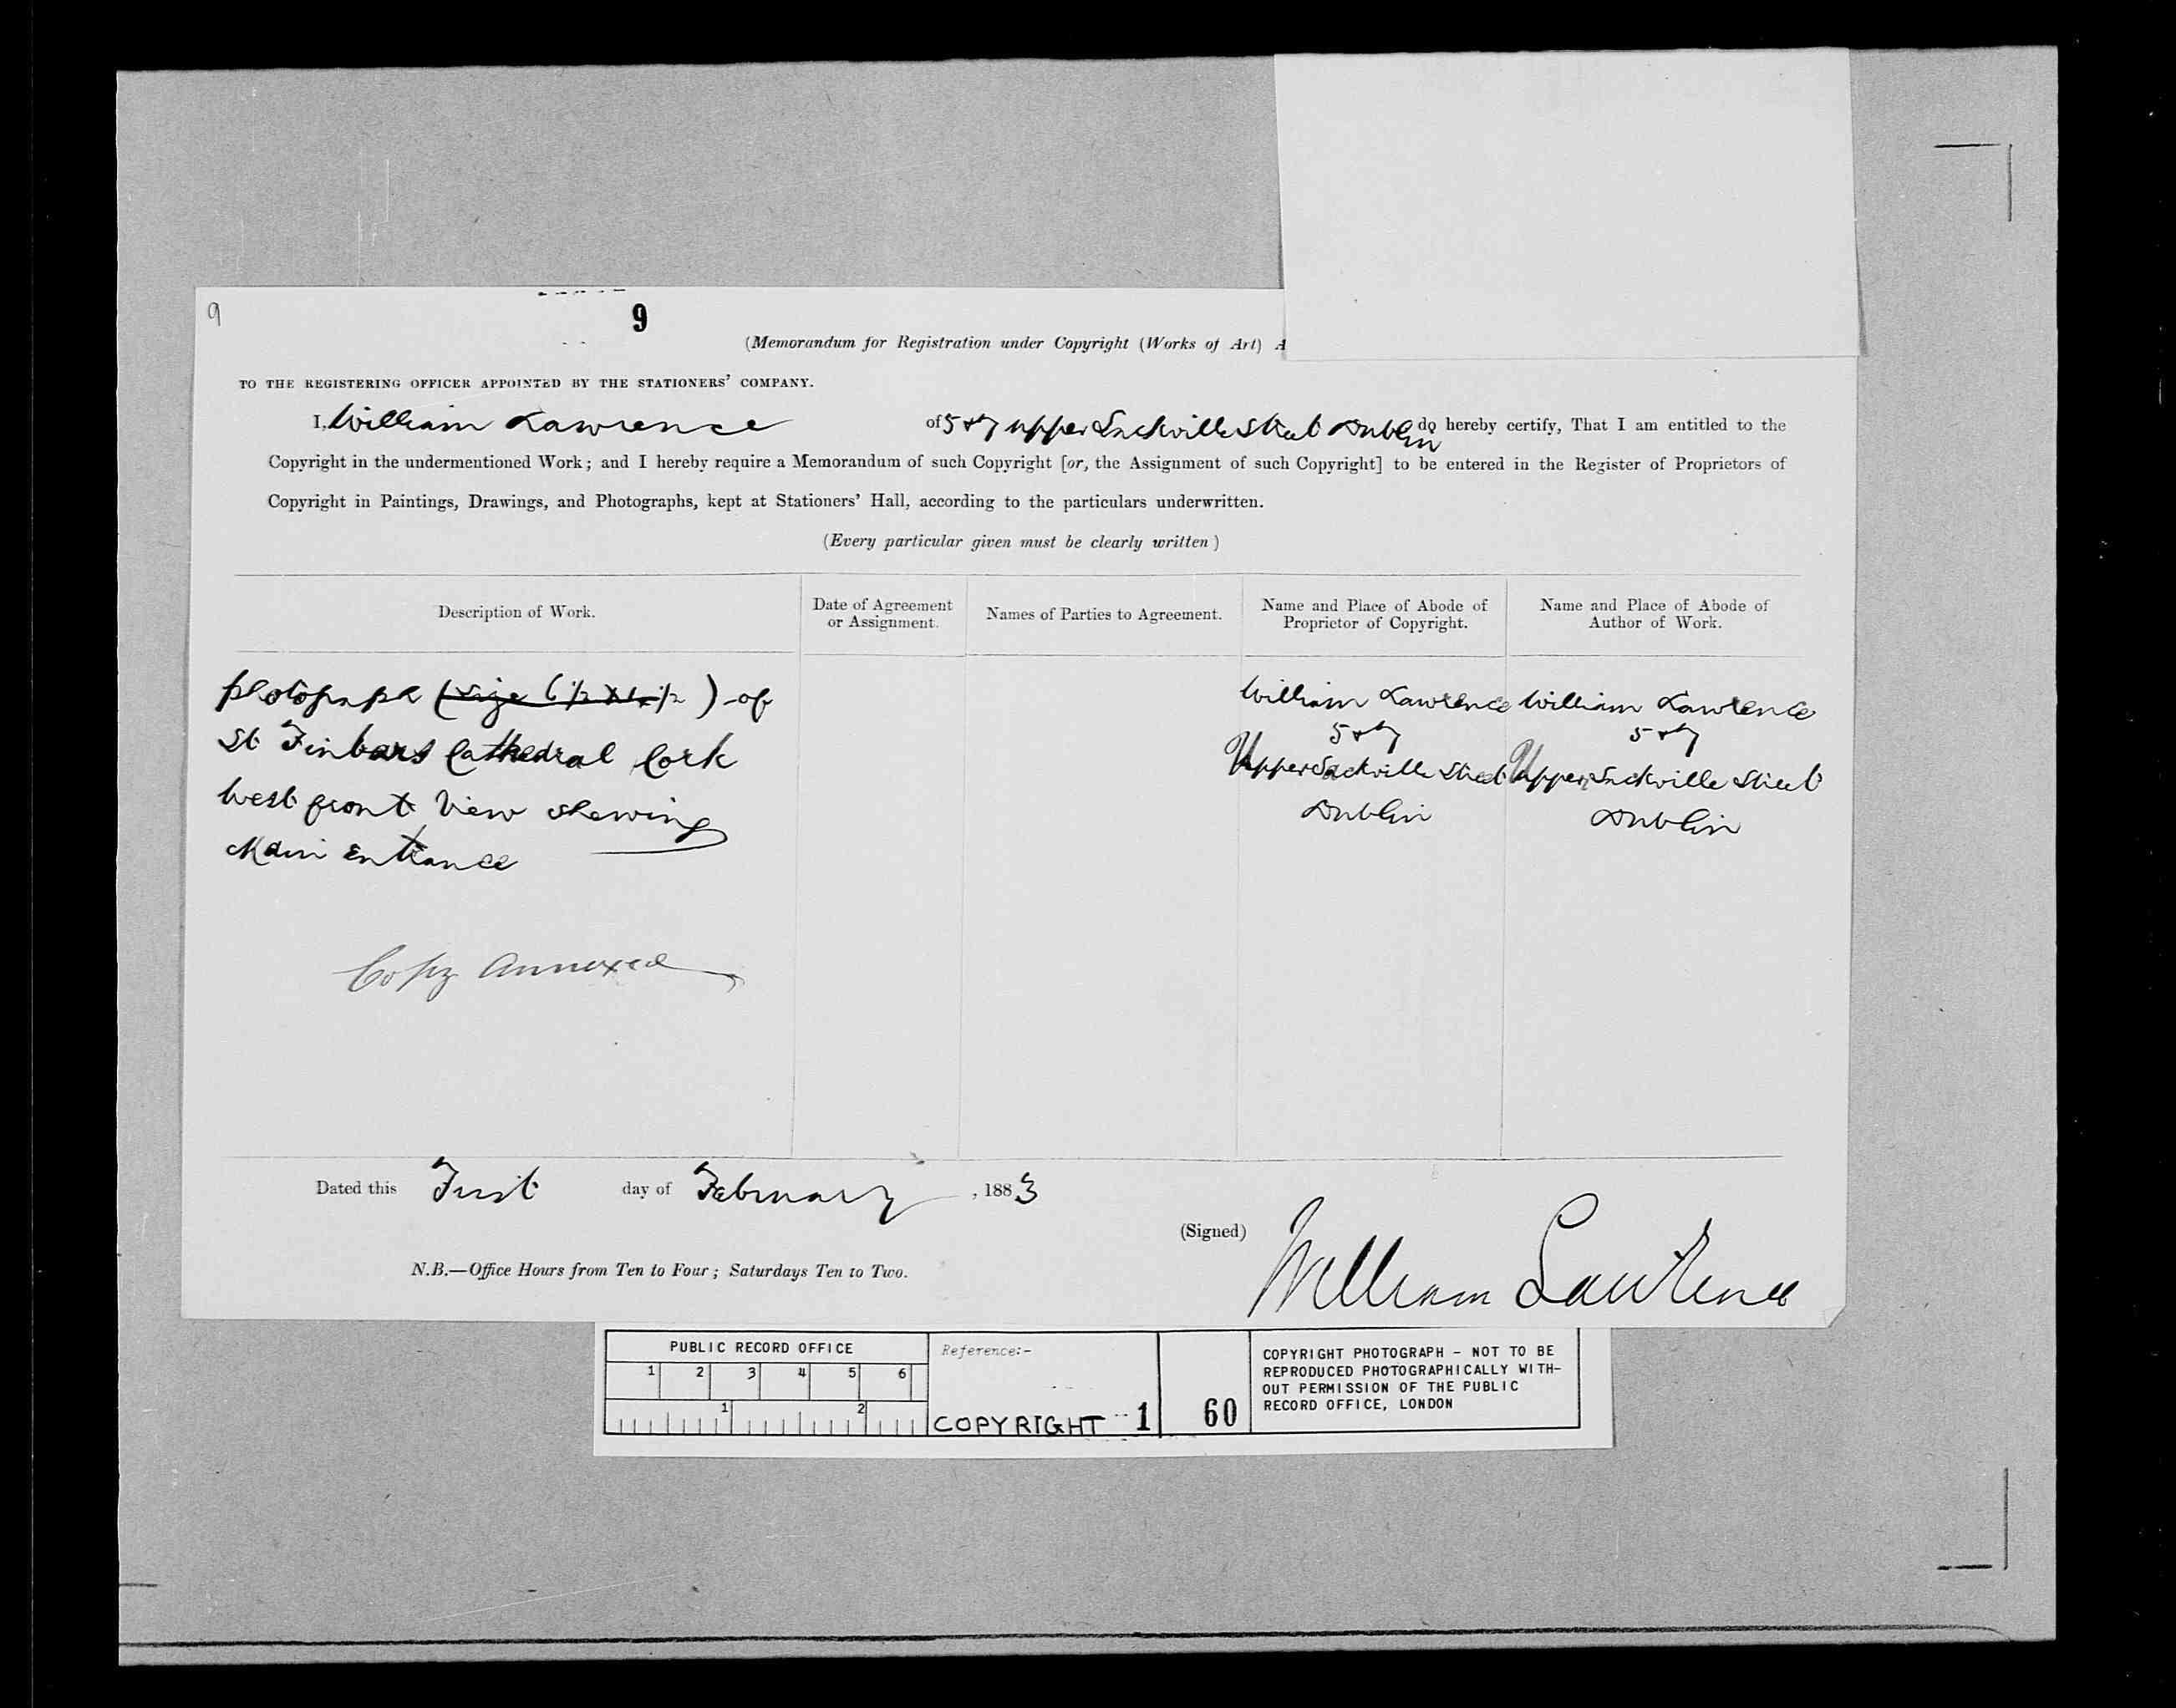 9
9
(Memorandum for Registration under Copyright (Works of Art) A
TO THE REGISTERING OFFICER APPOINTED BY THE STATIONERS' COMPANY.
I, William Lawrence of 5 & 7 upper Sackville Street Dublin do hereby certify, That I am entitled to the
Copyright in the undermentioned Work; and I hereby require a Memorandum of such Copyright [or, the Assignment of such Copyright] to be entered in the Register of Proprietors of
Copyright in Paintings, Drawings, and Photographs, kept at Stationers' Hall, according to the particulars underwritten.
(Every particular given must be clearly written)
Description of Work.
Date of Agreement
or Assignment.
Names of Parties to Agreement.
Name and Place of Abode of
Proprietor of Copyright.
Name and Place of Abode of
Author of Work.
photograph (size 6 1/2 x 4 1/2) of
St Finbars Cathedral Cork
West front View shewing
Main Entrance
Copy Annexed
William Lawrence
5 & 7
Upper Sackville Street
Dublin
William Lawrence
5 & 7
Upper Sackville Street
Dublin
Dated this First day of February, 1883
(Signed)
William Lawrence
N.B.—Office Hours from Ten to Four; Saturdays Ten to Two.
PUBLIC RECORD OFFICE
1 2 3 4 5 6
1 2
Reference:-
COPYRIGHT 1
60
COPYRIGHT PHOTOGRAPH - NOT TO BE
REPRODUCED PHOTOGRAPHICALLY WITH-
OUT PERMISSION OF THE PUBLIC
RECORD OFFICE, LONDON